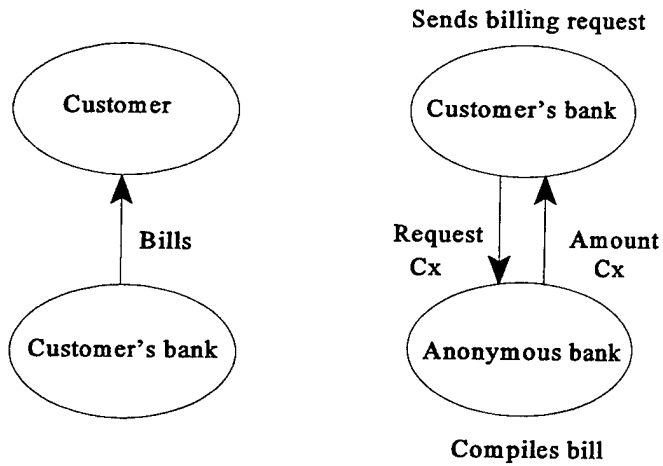 Customer
Bills
Customer's bank
Sends billing request
Customer's bank
Request
Cx
Amount
Cx
Anonymous bank
Compiles bill